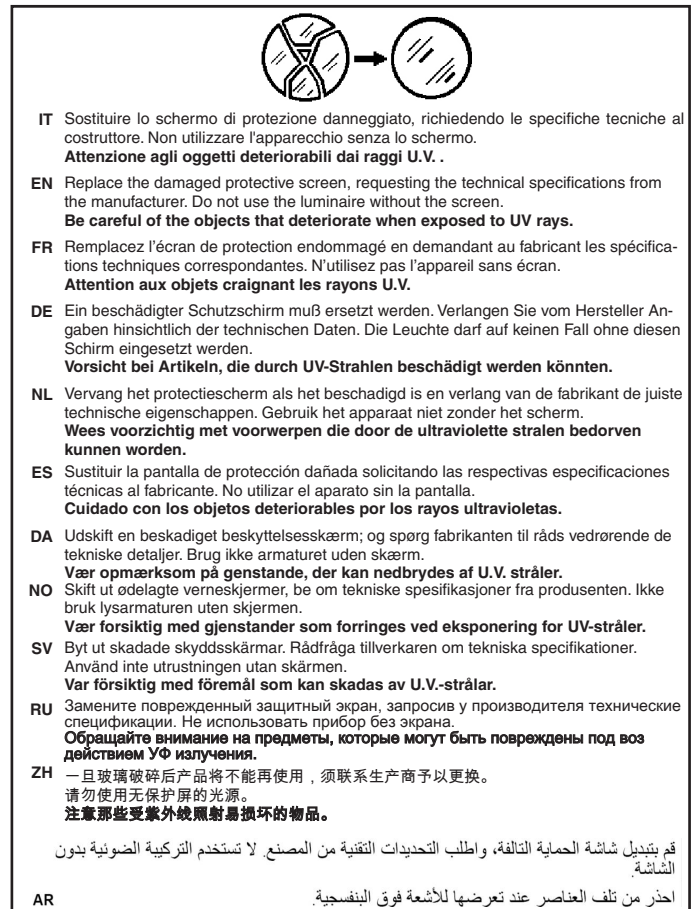 IT Sostituire lo schermo di protezione danneggiato, richiedendo le specifiche tecniche al
costruttore. Non utilizzare l'apparecchio senza lo schermo.
Attenzione agli oggetti deteriorabili dai raggi U.V. .
EN Replace the damaged protective screen, requesting the technical specifications from
the manufacturer. Do not use the luminaire without the screen.
Be careful of the objects that deteriorate when exposed to UV rays.
FR Remplacez l’écran de protection endommagé en demandant au fabricant les spécifica-
tions techniques correspondantes. N’utilisez pas l’appareil sans écran.
Attention aux objets craignant les rayons U.V.
DE Ein beschädigter Schutzschirm muß ersetzt werden. Verlangen Sie vom Hersteller An-
gaben hinsichtlich der technischen Daten. Die Leuchte darf auf keinen Fall ohne diesen
Schirm eingesetzt werden.
Vorsicht bei Artikeln, die durch UV-Strahlen beschädigt werden könnten.
NL Vervang het protectiescherm als het beschadigd is en verlang van de fabrikant de juiste
technische eigenschappen. Gebruik het apparaat niet zonder het scherm.
Wees voorzichtig met voorwerpen die door de ultraviolette stralen bedorven
kunnen worden.
ES Sustituir la pantalla de protección dañada solicitando las respectivas especificaciones
técnicas al fabricante. No utilizar el aparato sin la pantalla.
Cuidado con los objetos deteriorables por los rayos ultravioletas.
DA Udskift en beskadiget beskyttelsesskærm; og spørg fabrikanten til råds vedrørende de
tekniske detaljer. Brug ikke armaturet uden skærm.
Vær opmærksom på genstande, der kan nedbrydes af U.V. stråler.
NO Skift ut ødelagte verneskjermer, be om tekniske spesifikasjoner fra produsenten. Ikke
bruk lysarmaturen uten skjermen.
Vær forsiktig med gjenstander som forringes ved eksponering for UV-stråler.
SV Byt ut skadade skyddsskärmar. Rådfråga tillverkaren om tekniska specifikationer.
Använd inte utrustningen utan skärmen.
Var försiktig med föremål som kan skadas av U.V.-strålar.
RU Замените поврежденный защитный экран, запросив у производителя технические
спецификации. Не использовать прибор без экрана.
Обращайте внимание на предметы, которые могут быть повреждены под воз
действием УФ излучения.
ZH 一旦玻璃破碎后产品将不能再使用，须联系生产商予以更换。
请勿使用无保护屏的光源。
注意那些受紫外线照射易损坏的物品。
قم بتبديل شاشة الحماية التالفة، واطلب التحديدات التقنية من المصنع. لا تستخدم التركيبة الضوئية بدون
الشاشة.
AR احذر من تلف العناصر عند تعرضها للأشعة فوق البنفسجية.